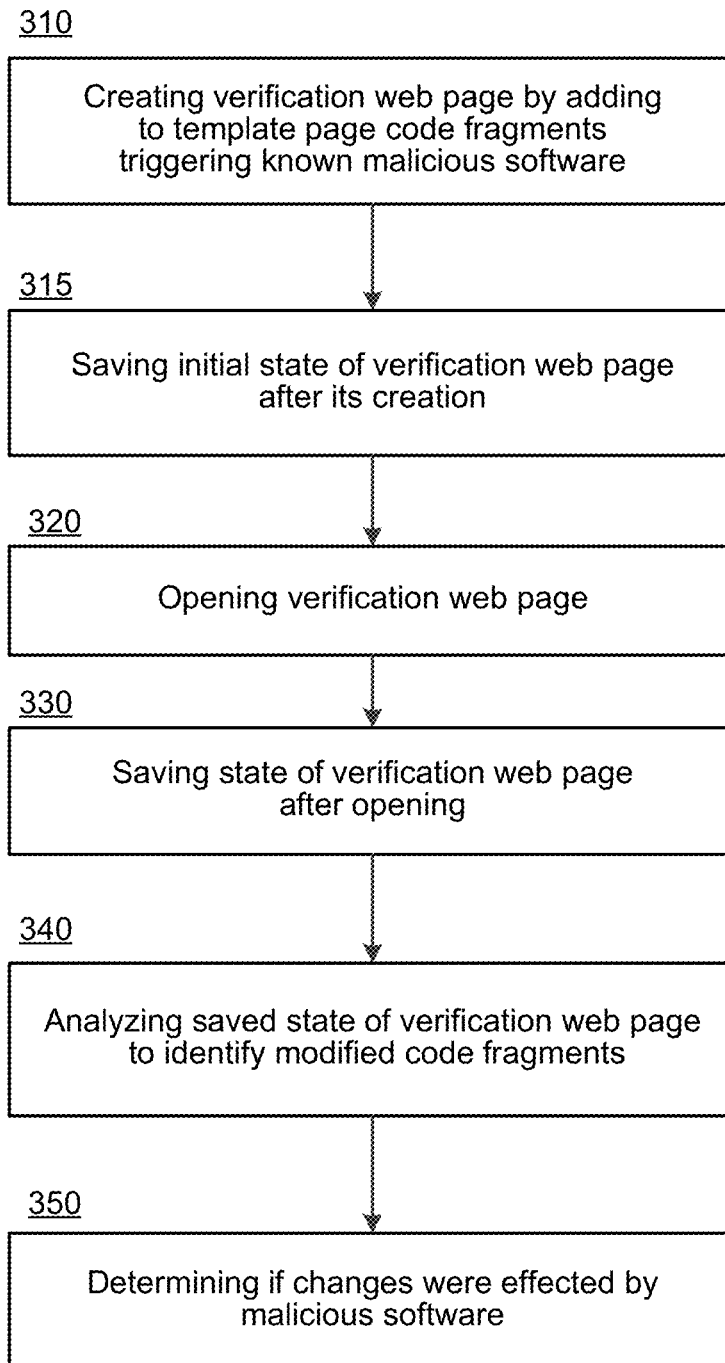 310
Creating verification web page by adding
to template page code fragments
triggering known malicious software
315
Saving initial state of verification web page
after its creation
320
Opening verification web page
330
Saving state of verification web page
after opening
340
Analyzing saved state of verification web page
to identify modified code fragments
350
Determining if changes were effected by
malicious software